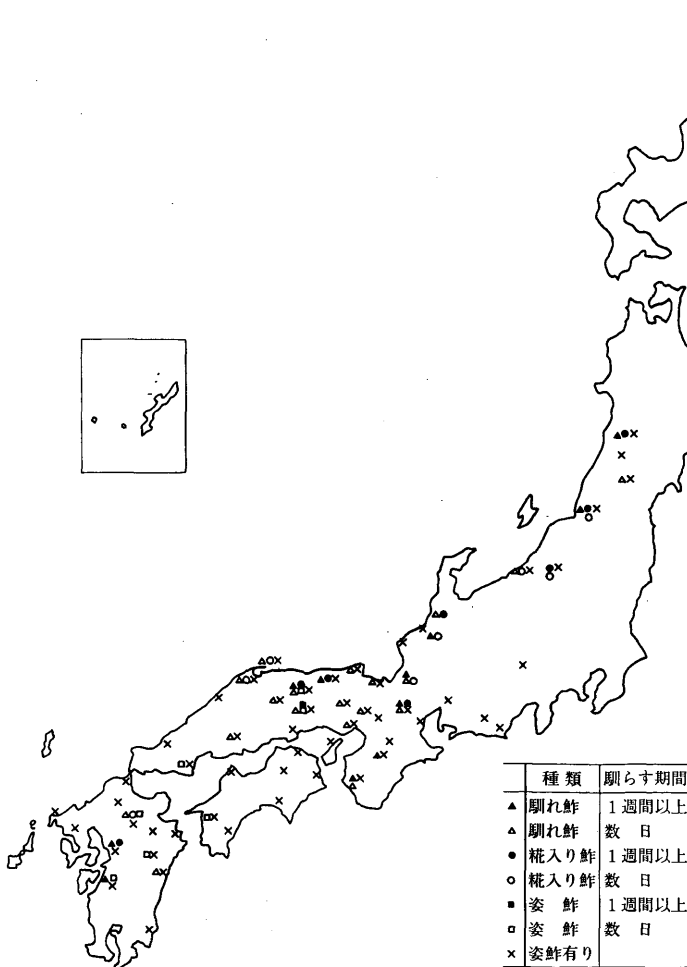 種類 馴らす期間
▲ 馴れ鮓 1週間以上
△ 馴れ鮓 数日
● 糀入り鮓 1週間以上
○ 糀入り鮓 数日
■ 姿鮓 1週間以上
□ 姿鮓 数日
× 姿鮓有り